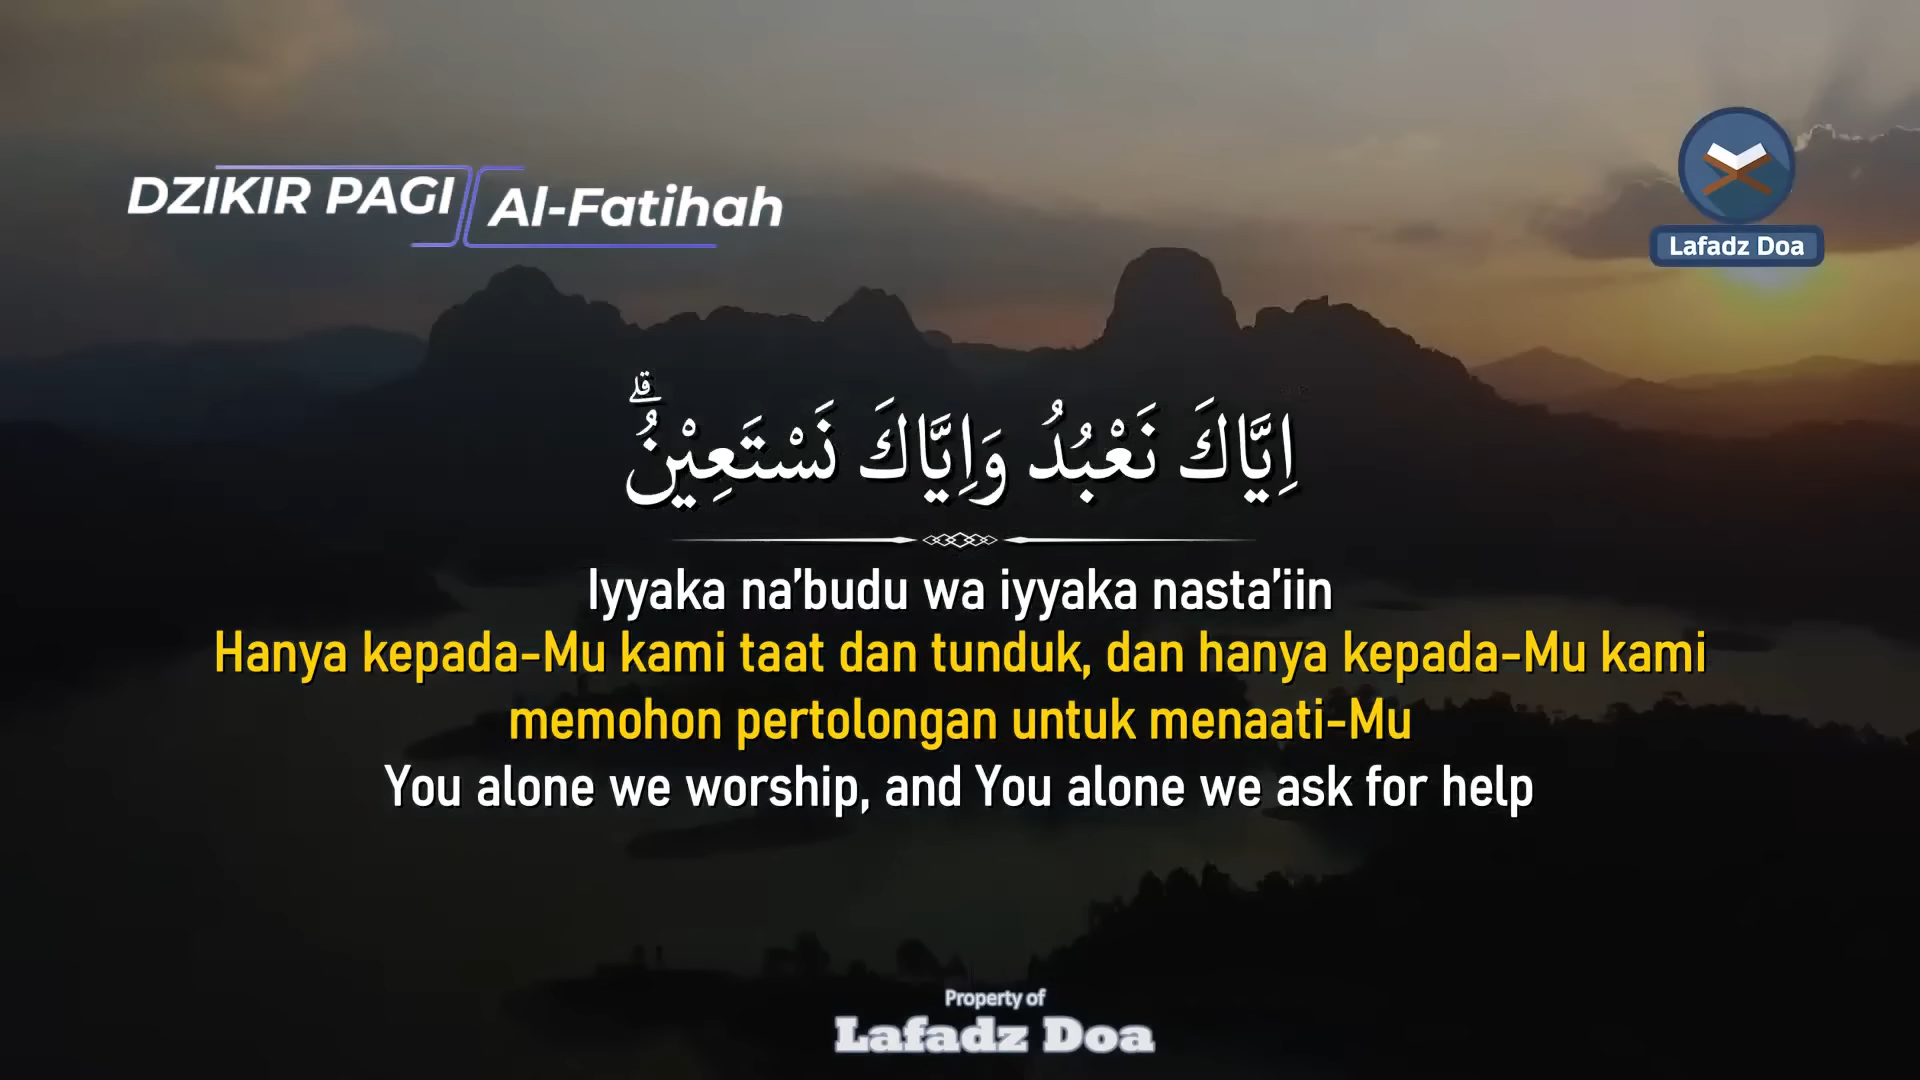 DZIKIR PAGI
Al-Fatihah
Lafadz Doa
اِيَّاكَ نَعْبُدُ وَاِيَّاكَ نَسْتَعِيْنُۗ
Iyyaka na’budu wa iyyaka nasta’iin
Hanya kepada-Mu kami taat dan tunduk, dan hanya kepada-Mu kami
memohon pertolongan untuk menaati-Mu
You alone we worship, and You alone we ask for help
Property of
Lafadz Doa